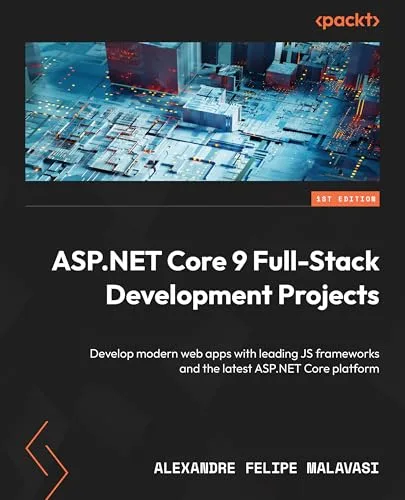 <packt>
1ST EDITION
ASP.NET Core 9 Full-Stack
Development Projects
Develop modern web apps with leading JS frameworks
and the latest ASP.NET Core platform
ALEXANDRE FELIPE MALAVASI